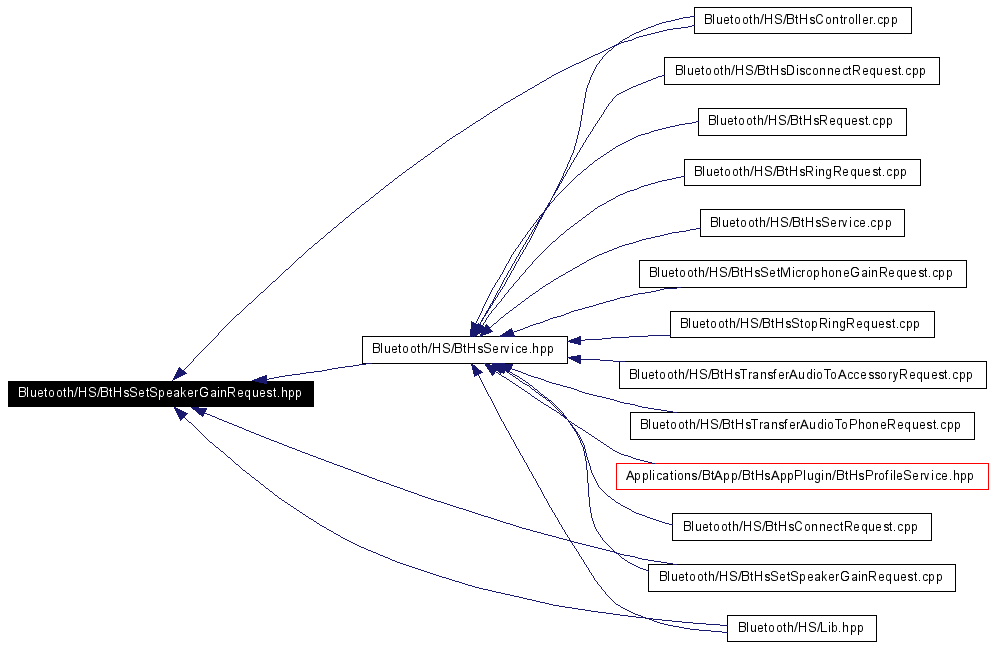 Bluetooth/HS/BtHsController.cpp
Bluetooth/HS/BtHsDisconnectRequest.cpp
Bluetooth/HS/BtHsRequest.cpp
Bluetooth/HS/BtHsRingRequest.cpp
Bluetooth/HS/BtHsService.cpp
Bluetooth/HS/BtHsSetMicrophoneGainRequest.cpp
Bluetooth/HS/BtHsStopRingRequest.cpp
Bluetooth/HS/BtHsService.hpp
Bluetooth/HS/BtHsTransferAudioToAccessoryRequest.cpp
Bluetooth/HS/BtHsSetSpeakerGainRequest.hpp
Bluetooth/HS/BtHsTransferAudioToPhoneRequest.cpp
Applications/BtApp/BtHsAppPlugin/BtHsProfileService.hpp
Bluetooth/HS/BtHsConnectRequest.cpp
Bluetooth/HS/BtHsSetSpeakerGainRequest.cpp
Bluetooth/HS/Lib.hpp